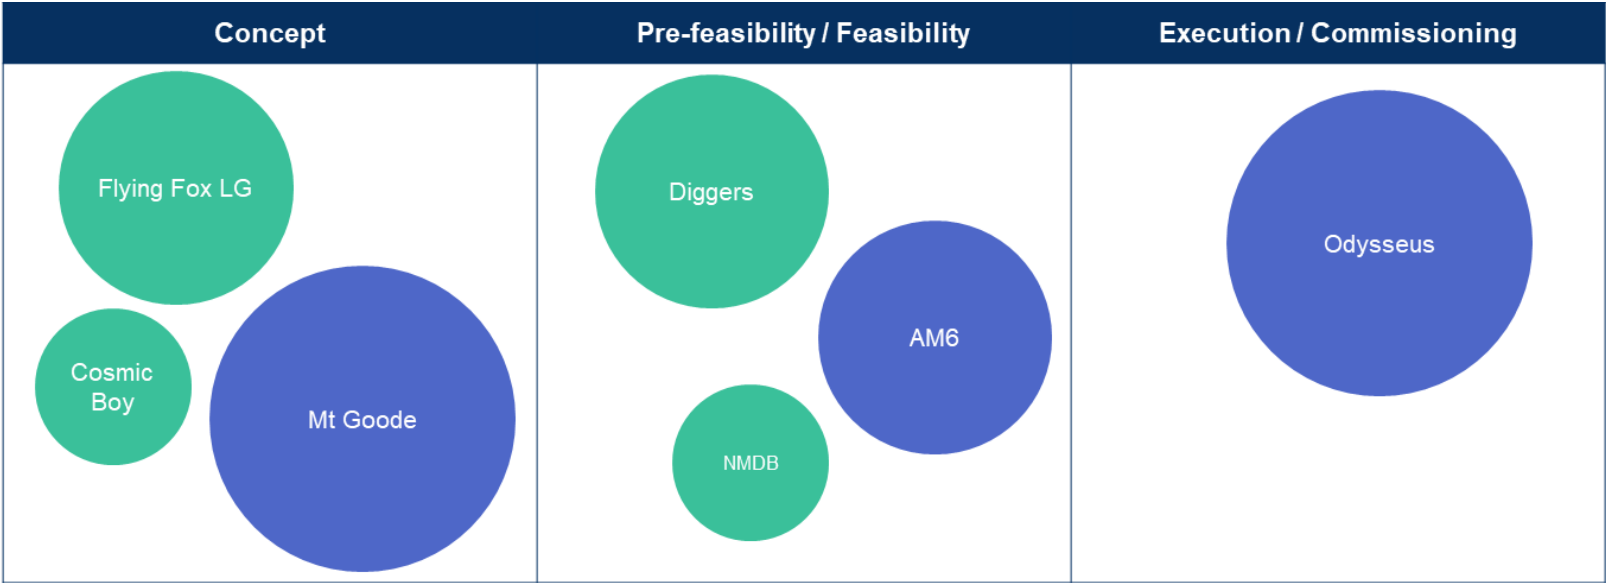 Concept
Pre-feasibility / Feasibility
Execution / Commissioning
Flying Fox LG
Cosmic
Boy
Mt Goode
Diggers
AM6
NMDB
Odysseus